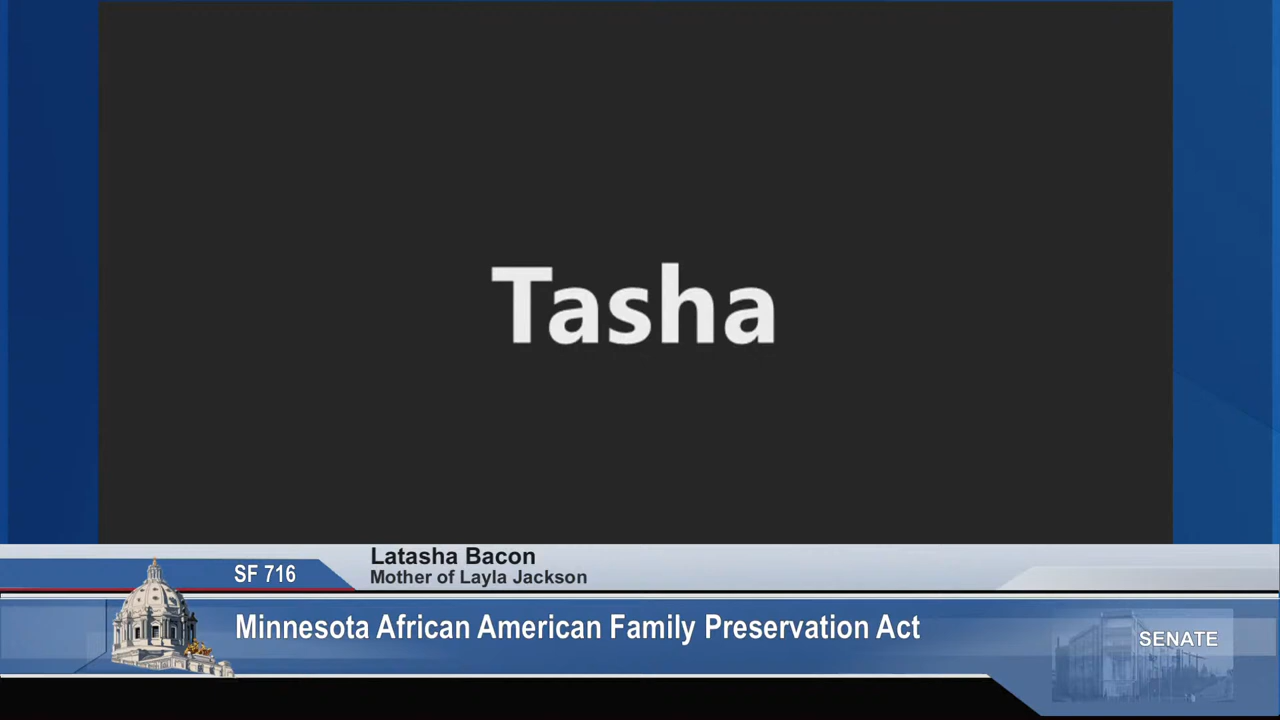 Tasha
Latasha Bacon
SF 716
Mother of Layla Jackson
Minnesota African American Family Preservation Act
SENATE